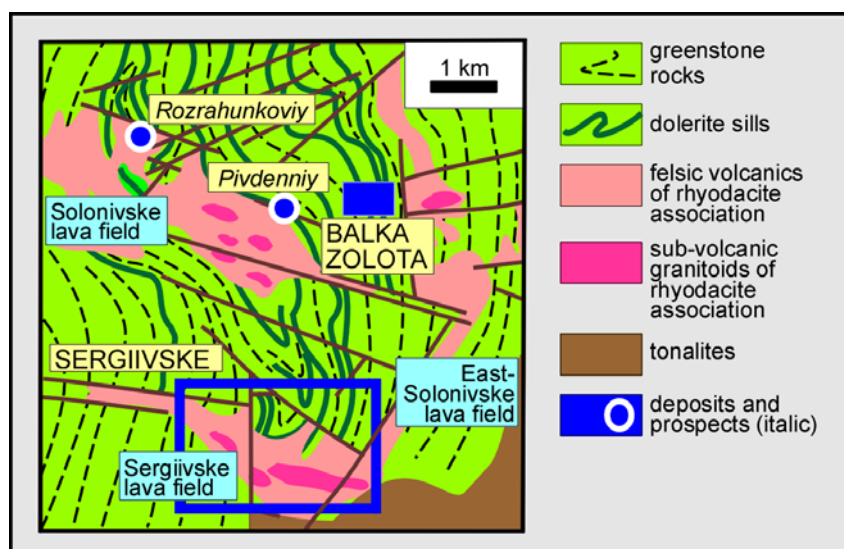 1 km
Rozrahunkoviy
Pivdenniy
Solonivske
lava field
BALKA
ZOLOTA
SERGIIVSKE
East-
Solonivske
lava field
Sergiivske
lava field
greenstone
rocks
dolerite sills
felsic volcanics
of rhyodacite
association
sub-volcanic
granitoids of
rhyodacite
association
tonalites
deposits and
prospects (italic)